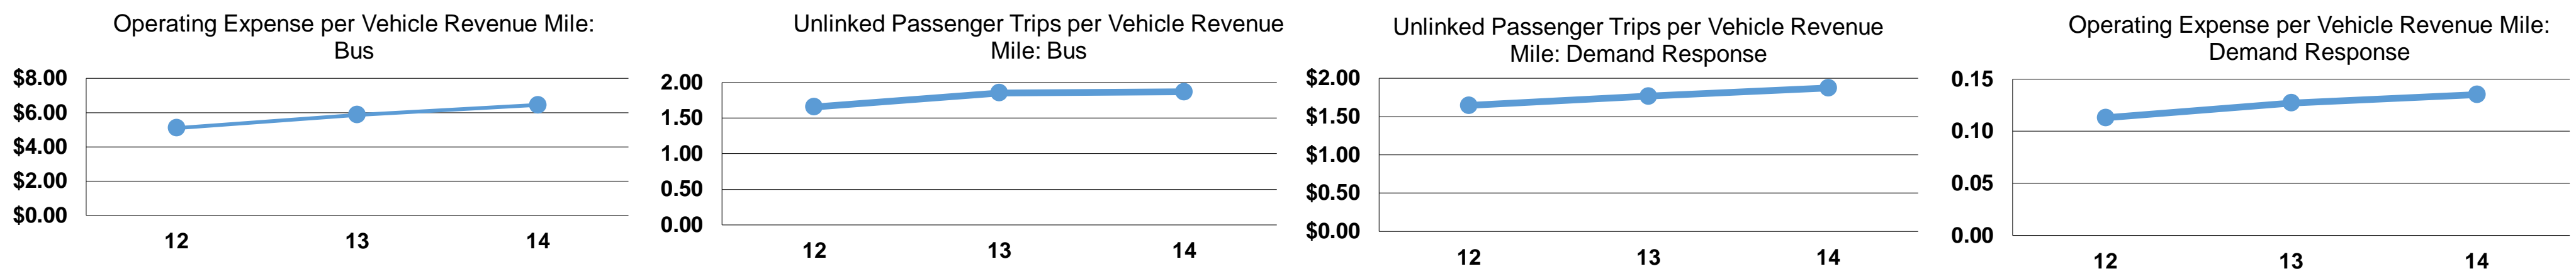 Operating Expense per Vehicle Revenue Mile:
Bus
$8.00
$6.00
$4.00
$2.00
$0.00
12 13 14
Unlinked Passenger Trips per Vehicle Revenue
Mile: Bus
2.00
1.50
1.00
0.50
0.00
12 13 14
Unlinked Passenger Trips per Vehicle Revenue
Mile: Demand Response
$2.00
$1.50
$1.00
$0.50
$0.00
12 13 14
Operating Expense per Vehicle Revenue Mile:
Demand Response
0.15
0.10
0.05
0.00
12 13 14